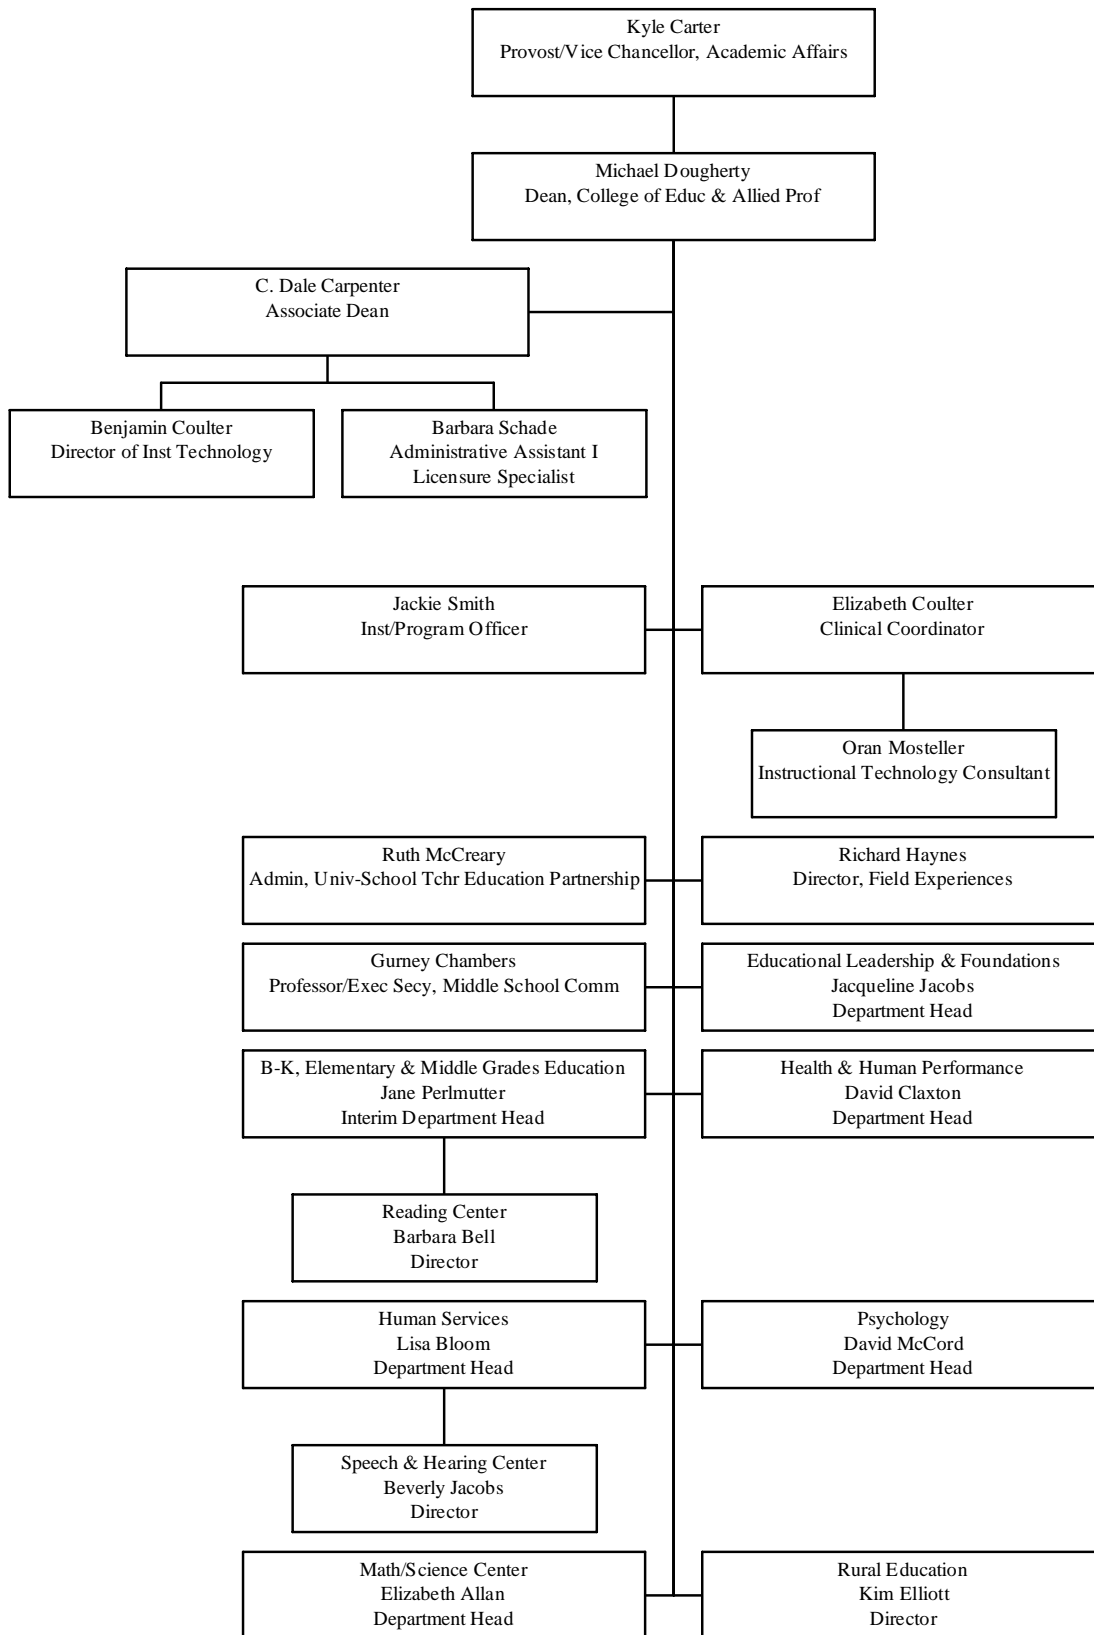 Kyle Carter
Provost/Vice Chancellor, Academic Affairs
Michael Dougherty
Dean, College of Educ & Allied Prof
C. Dale Carpenter
Associate Dean
Benjamin Coulter
Director of Inst Technology
Barbara Schade
Administrative Assistant I
Licensure Specialist
Jackie Smith
Inst/Program Officer
Elizabeth Coulter
Clinical Coordinator
Oran Mosteller
Instructional Technology Consultant
Ruth McCreary
Admin, Univ-School Tchr Education Partnership
Richard Haynes
Director, Field Experiences
Gurney Chambers
Professor/Exec Secy, Middle School Comm
Educational Leadership & Foundations
Jacqueline Jacobs
Department Head
B-K, Elementary & Middle Grades Education
Jane Perlmutter
Interim Department Head
Health & Human Performance
David Claxton
Department Head
Reading Center
Barbara Bell
Director
Human Services
Lisa Bloom
Department Head
Psychology
David McCord
Department Head
Speech & Hearing Center
Beverly Jacobs
Director
Math/Science Center
Elizabeth Allan
Department Head
Rural Education
Kim Elliott
Director